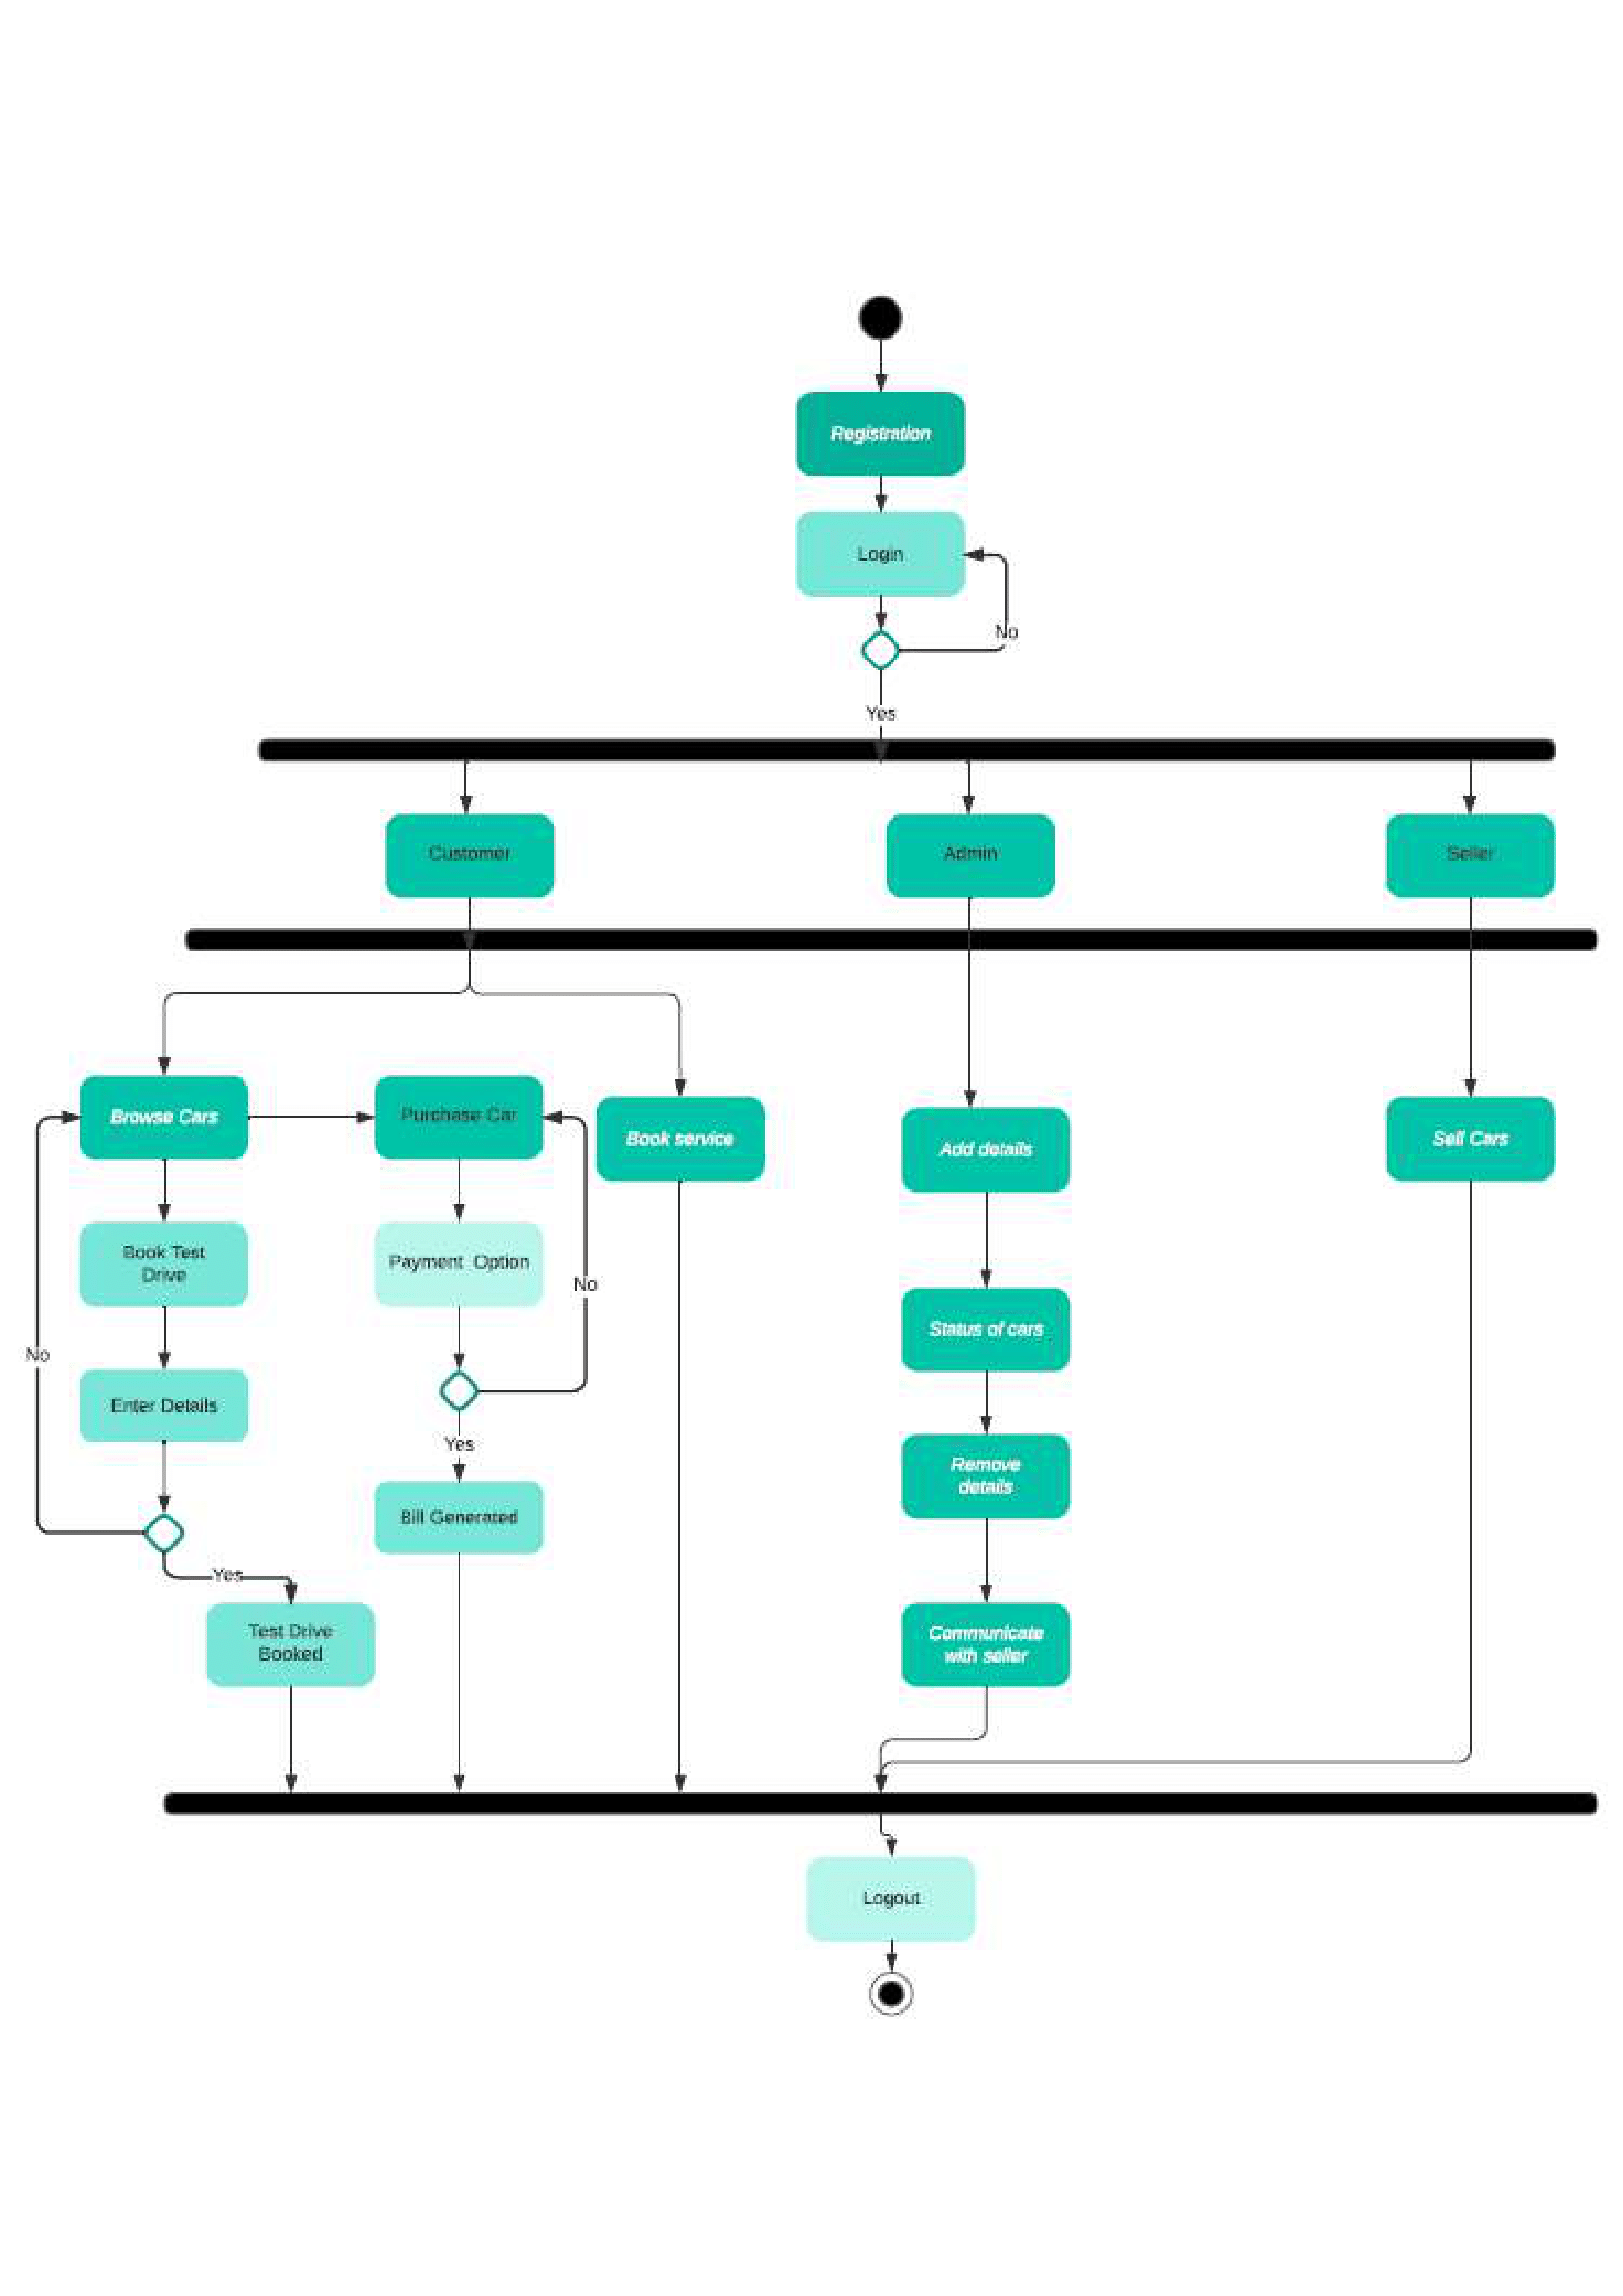 Registration
Login
No
Yes
Customer
Admin
Seller
Browse Cars
Purchase Car
Book service
Add details
Sell Cars
Book Test
Drive
Payment Option
No
Status of cars
No
Enter Details
Yes
Remove
details
Bill Generated
Yes
Test Drive
Booked
Communicate
with seller
Logout